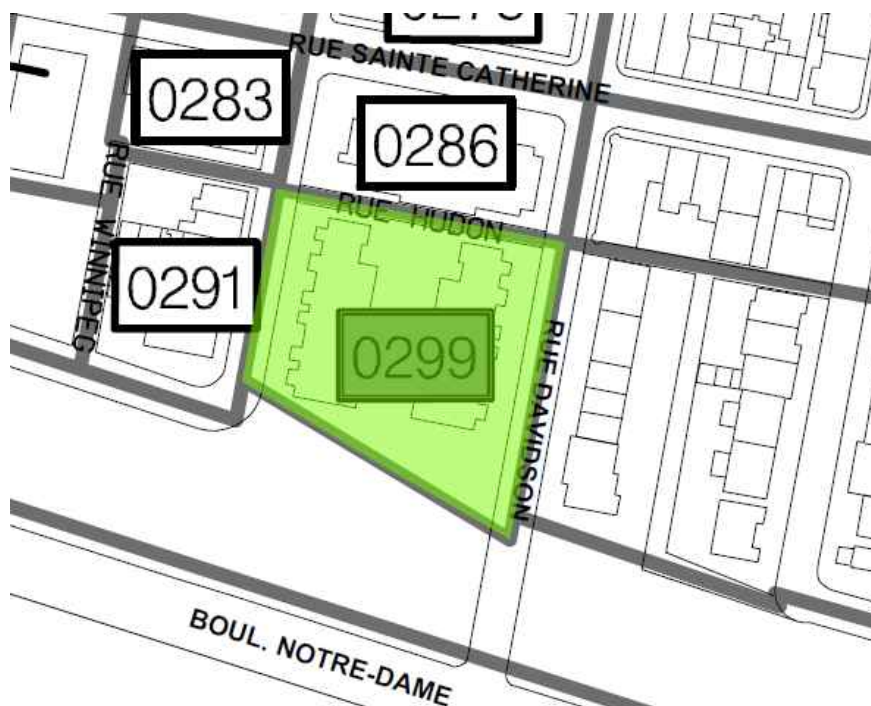 RUE SAINTE CATHERINE
0283
0286
RUE HUDON
RUE WINNIPEG
0291
0299
RUE DAVIDSON
BOUL. NOTRE-DAME